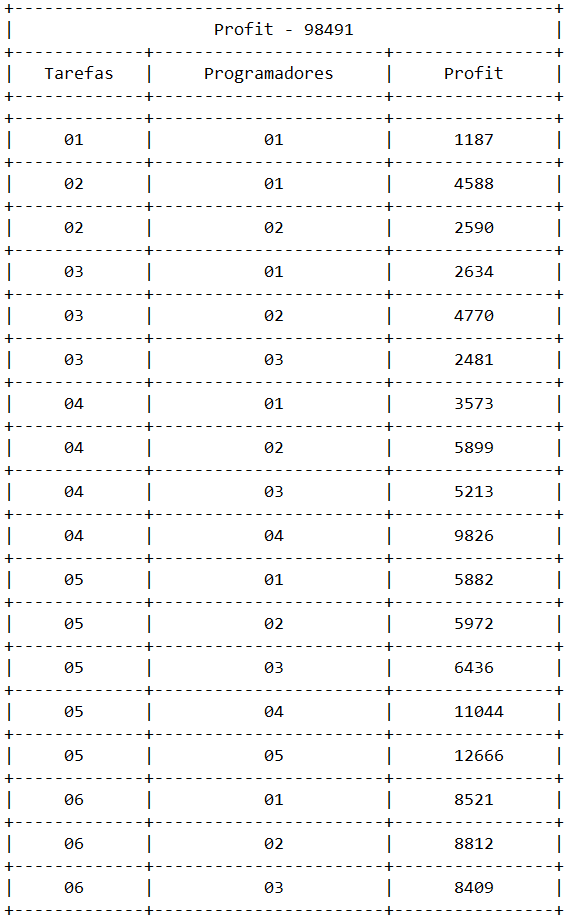 Profit - 98491
Tarefas | Programadores | Profit
01 | 01 | 1187
02 | 01 | 4588
02 | 02 | 2590
03 | 01 | 2634
03 | 02 | 4770
03 | 03 | 2481
04 | 01 | 3573
04 | 02 | 5899
04 | 03 | 5213
04 | 04 | 9826
05 | 01 | 5882
05 | 02 | 5972
05 | 03 | 6436
05 | 04 | 11044
05 | 05 | 12666
06 | 01 | 8521
06 | 02 | 8812
06 | 03 | 8409